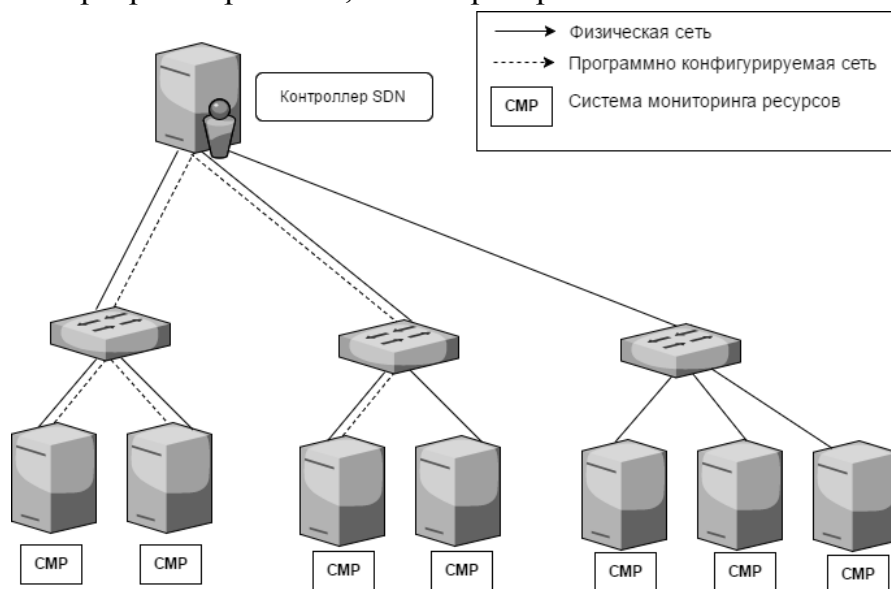 Физическая сеть
Программно конфигурируемая сеть
СМР Система мониторинга ресурсов
Контроллер SDN
СМР СМР СМР СМР СМР СМР СМР